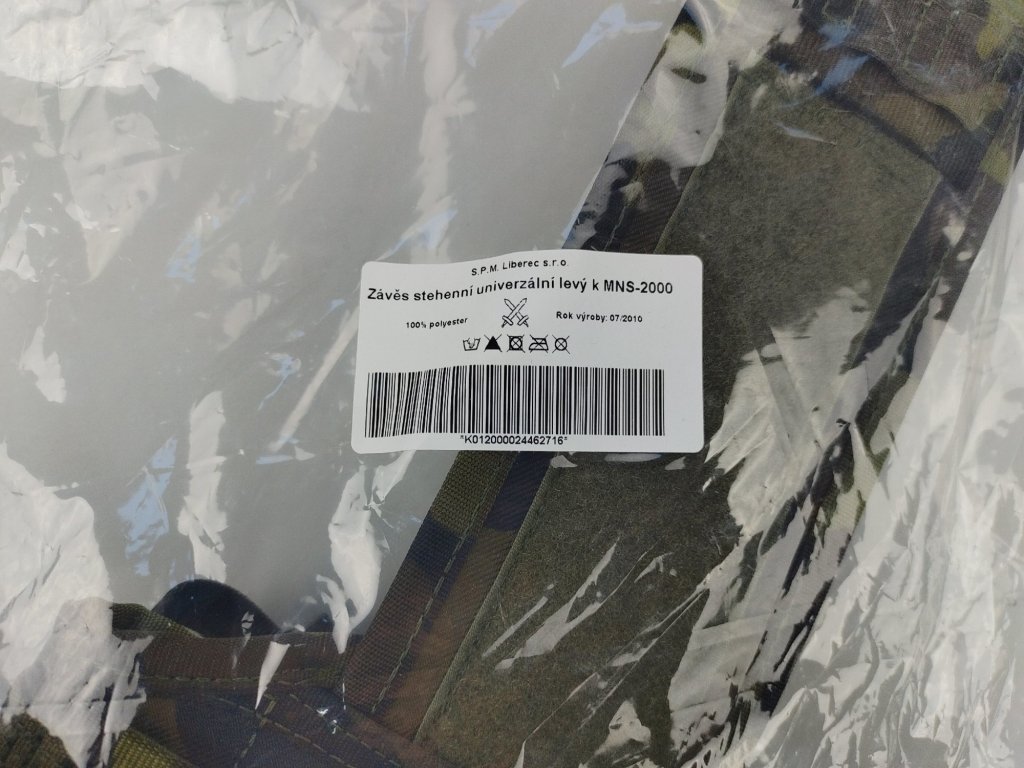 S.P.M. Liberec s.r.o.
Závěs stehenní univerzální levý k MNS-2000
100% polyester
Rok výroby: 07/2010
*K012000024462716*